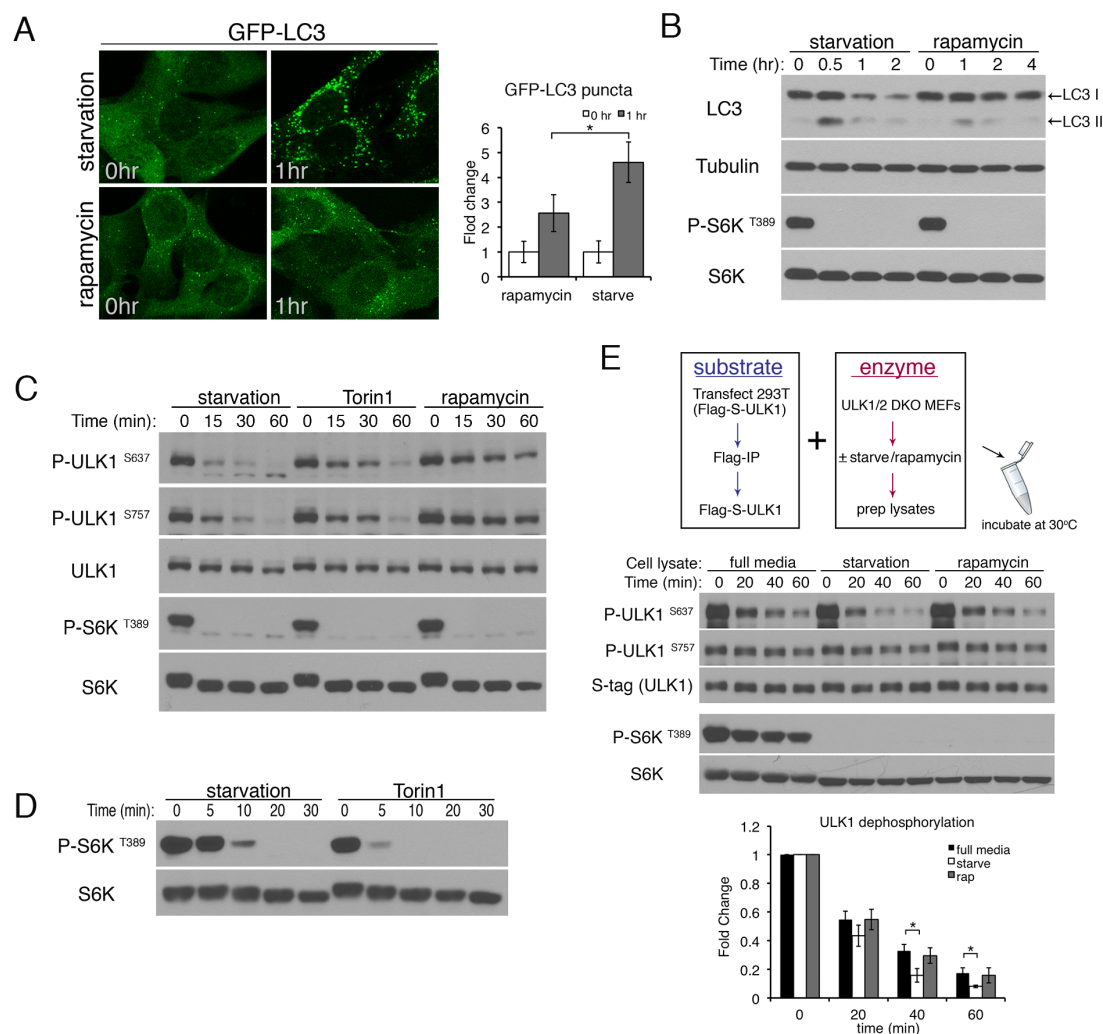 A
GFP-LC3
starvation
0hr
1hr
rapamycin
0hr
1hr
GFP-LC3 puncta
0 hr 1 hr
*
Flod change
6
5
4
3
2
1
0
rapamycin starve
B
starvation rapamycin
Time (hr): 0 0.5 1 2 0 1 2 4
LC3
←LC3 I
←LC3 II
Tubulin
P-S6K T389
S6K
C
starvation Torin1 rapamycin
Time (min): 0 15 30 60 0 15 30 60 0 15 30 60
P-ULK1 S637
P-ULK1 S757
ULK1
P-S6K T389
S6K
D
starvation Torin1
Time (min): 0 5 10 20 30 0 5 10 20 30
P-S6K T389
S6K
E
substrate
Transfect 293T
(Flag-S-ULK1)
Flag-IP
Flag-S-ULK1
+
enzyme
ULK1/2 DKO MEFs
± starve/rapamycin
prep lysates
incubate at 30°C
Cell lysate: full media starvation rapamycin
Time (min): 0 20 40 60 0 20 40 60 0 20 40 60
P-ULK1 S637
P-ULK1 S757
S-tag (ULK1)
P-S6K T389
S6K
ULK1 dephosphorylation
full media
starve
rap
Fold Change
1.2
1.0
0.8
0.6
0.4
0.2
0
* *
0 20 40 60
time (min)